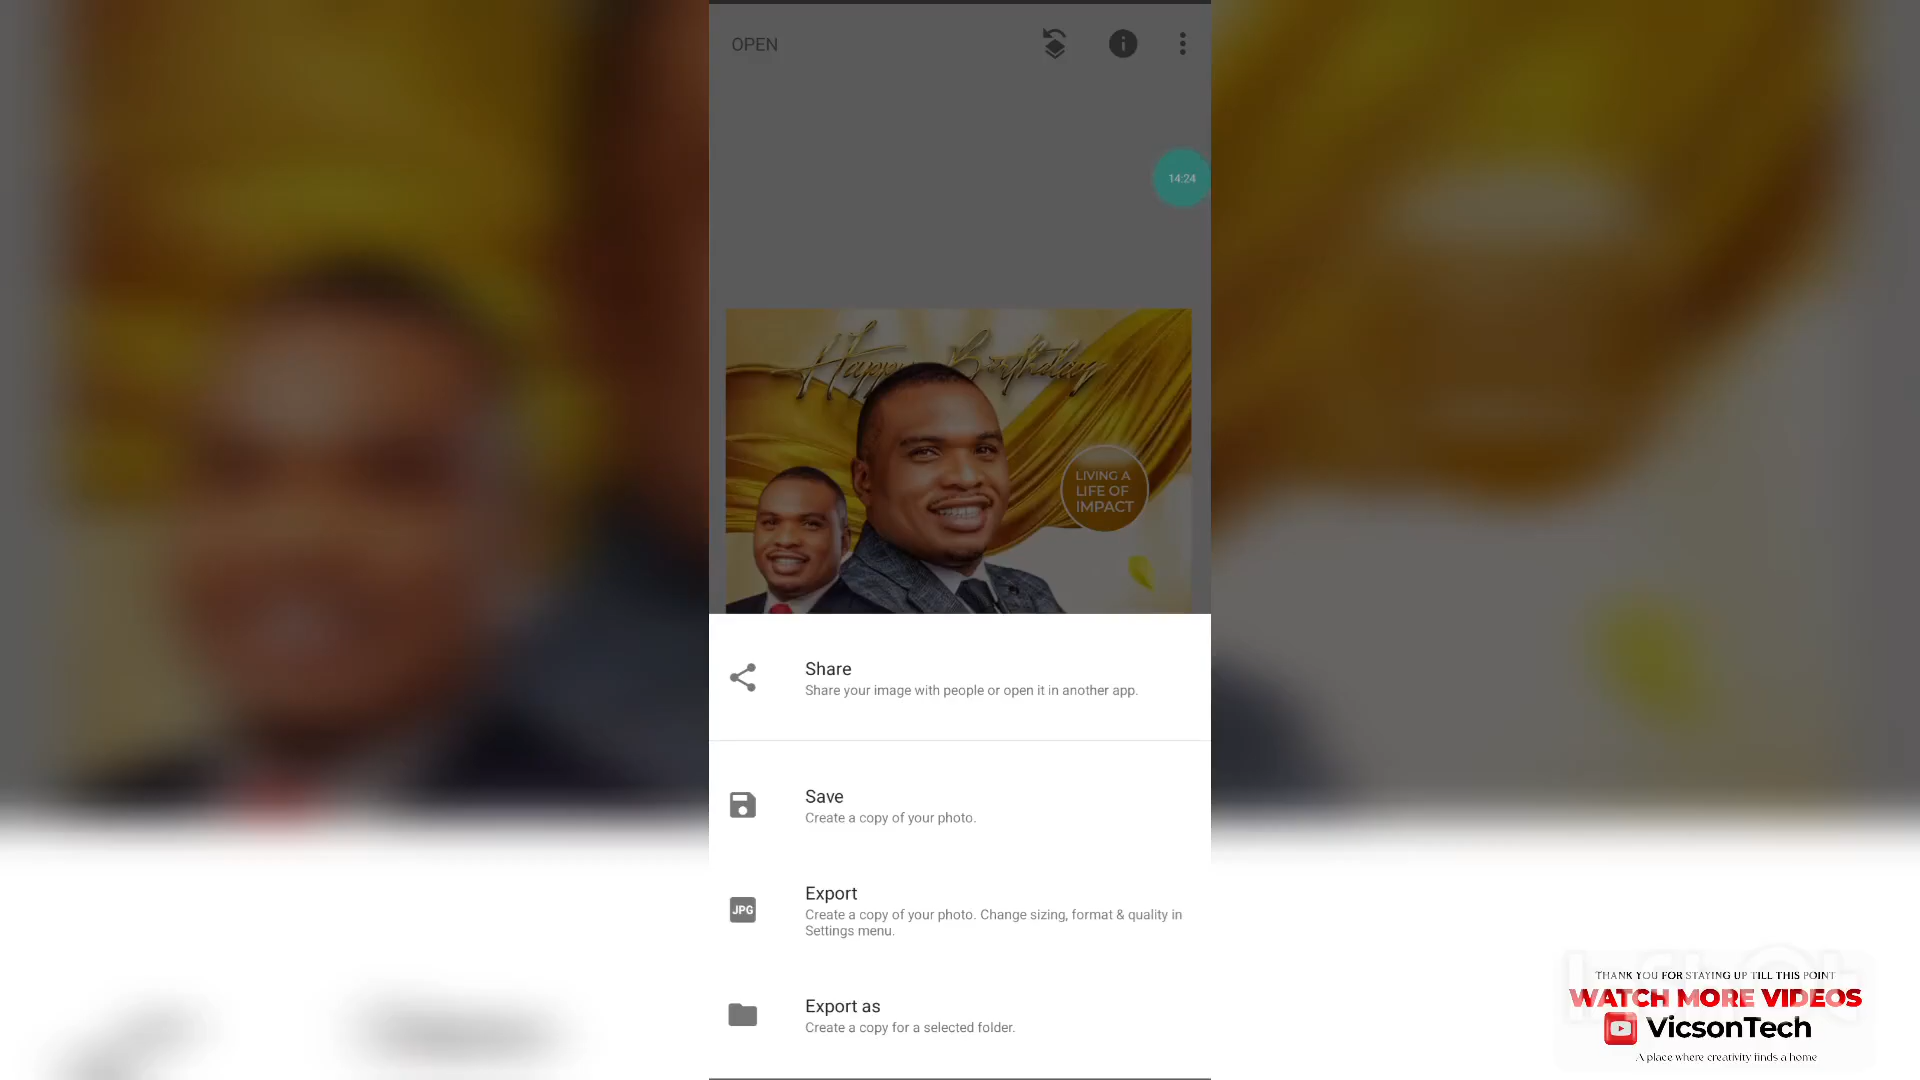 OPEN
14:24
Happy Birthday
LIVING A
LIFE OF
IMPACT
Share
Share your image with people or open it in another app.
Save
Create a copy of your photo.
JPG
Export
Create a copy of your photo. Change sizing, format & quality in
Settings menu.
Export as
Create a copy for a selected folder.
THANK YOU FOR STAYING UP TILL THIS POINT
WATCH MORE VIDEOS
VicsonTech
A place where creativity finds a home